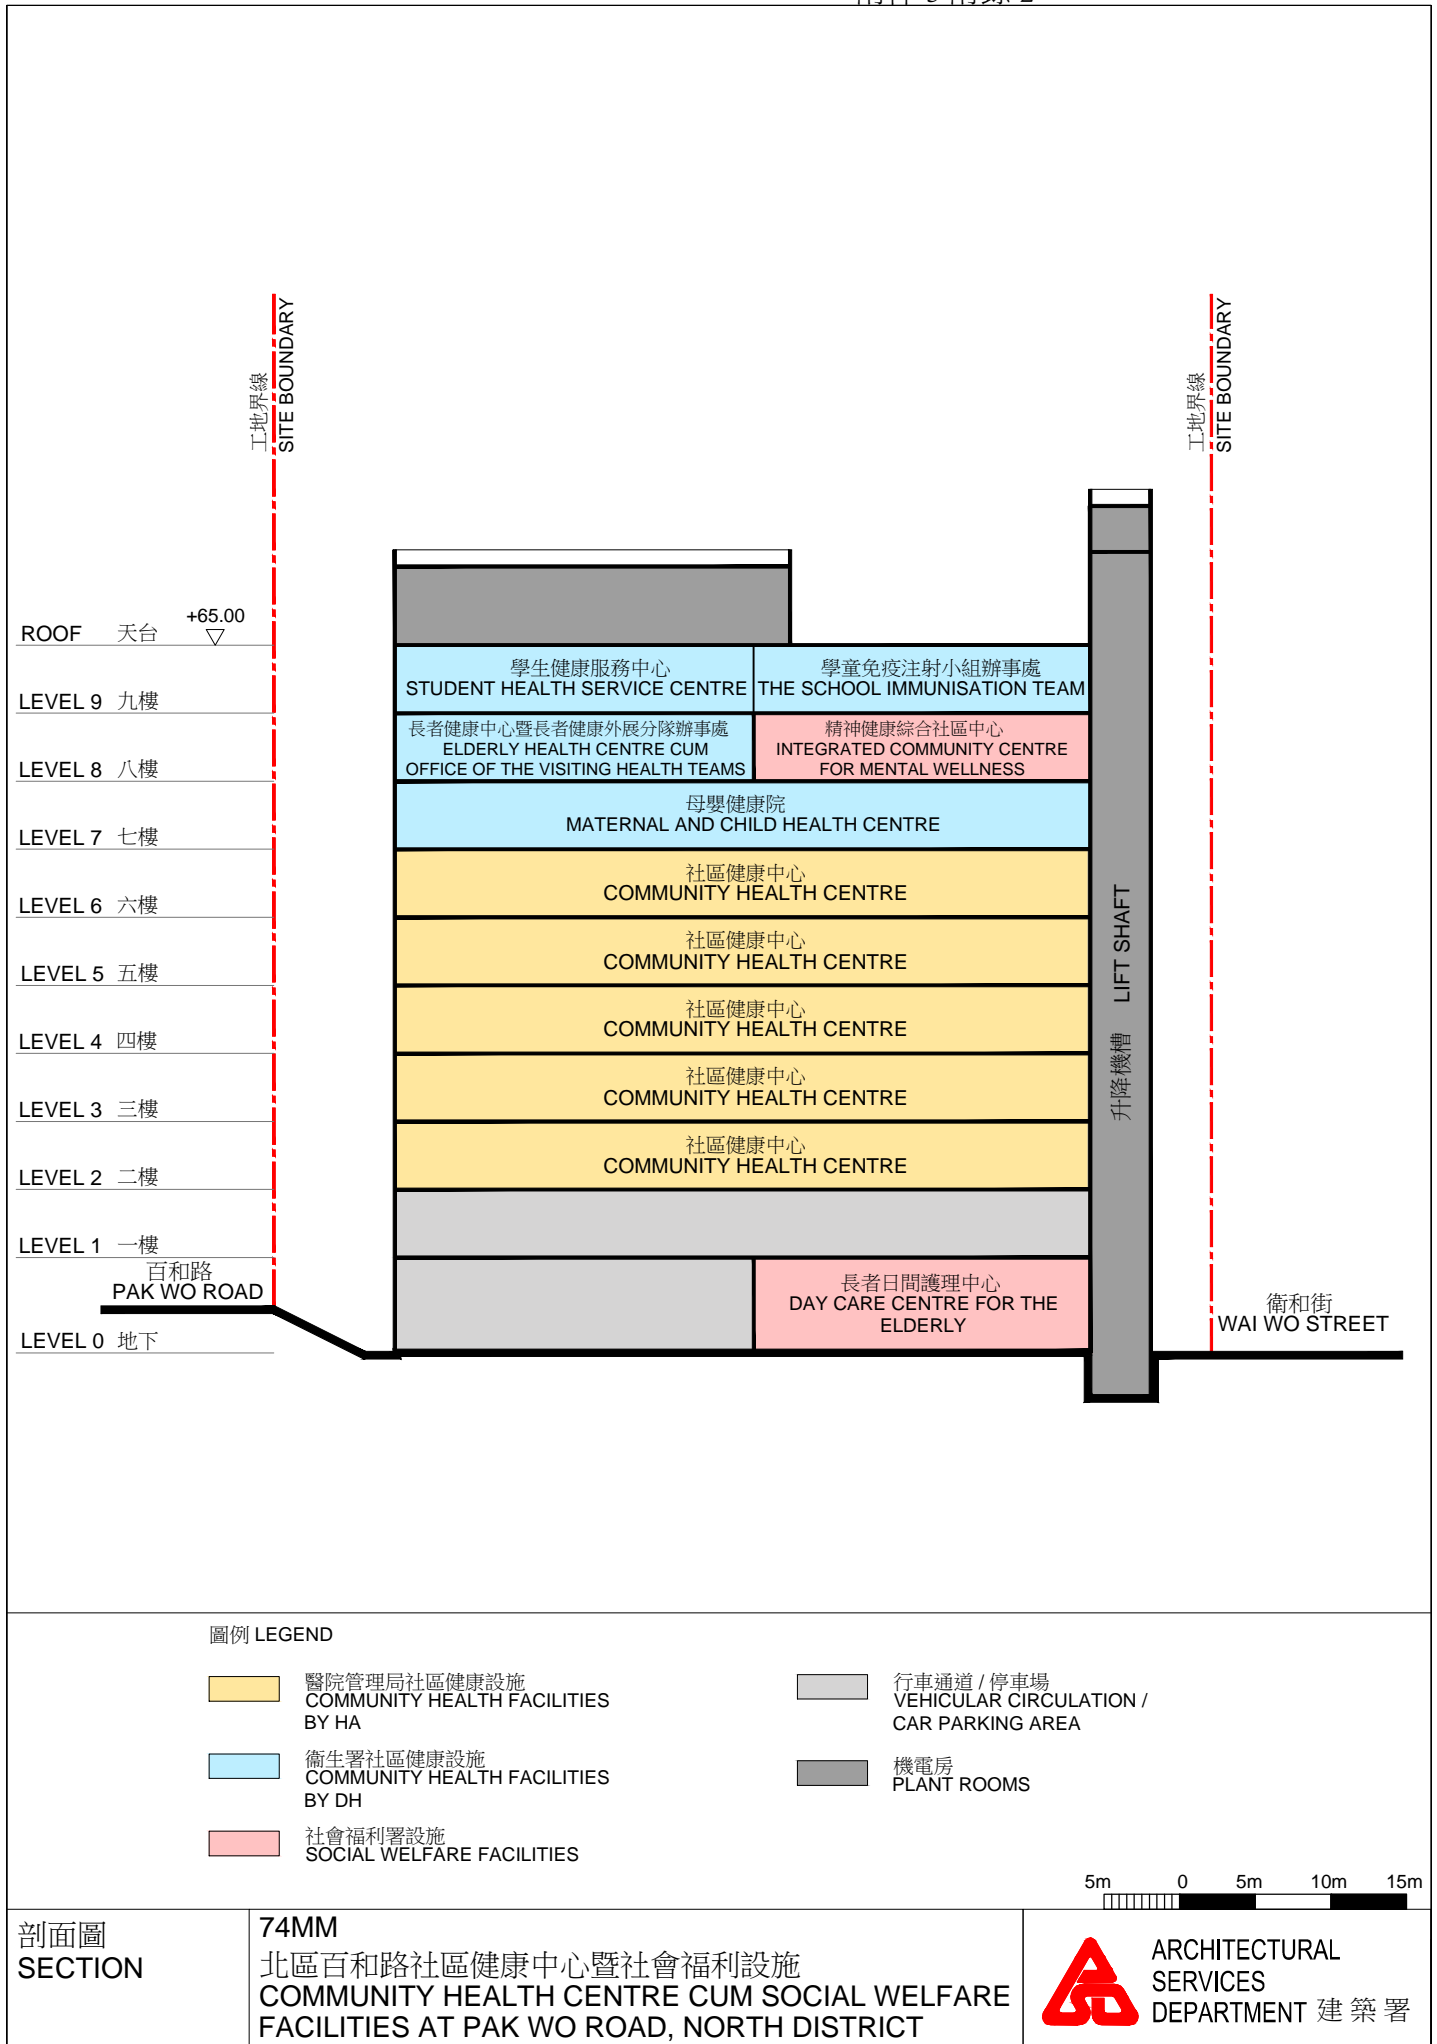 工地界線
SITE BOUNDARY
工地界線
SITE BOUNDARY
ROOF 天台 +65.00
學生健康服務中心
STUDENT HEALTH SERVICE CENTRE
學童免疫注射小組辦事處
THE SCHOOL IMMUNISATION TEAM
LEVEL 9 九樓
長者健康中心暨長者健康外展分隊辦事處
ELDERLY HEALTH CENTRE CUM
OFFICE OF THE VISITING HEALTH TEAMS
精神健康綜合社區中心
INTEGRATED COMMUNITY CENTRE
FOR MENTAL WELLNESS
LEVEL 8 八樓
母嬰健康院
MATERNAL AND CHILD HEALTH CENTRE
LEVEL 7 七樓
社區健康中心
COMMUNITY HEALTH CENTRE
LEVEL 6 六樓
社區健康中心
COMMUNITY HEALTH CENTRE
LEVEL 5 五樓
社區健康中心
COMMUNITY HEALTH CENTRE
LEVEL 4 四樓
社區健康中心
COMMUNITY HEALTH CENTRE
LEVEL 3 三樓
社區健康中心
COMMUNITY HEALTH CENTRE
LEVEL 2 二樓
升降機槽 LIFT SHAFT
LEVEL 1 一樓
百和路
PAK WO ROAD
長者日間護理中心
DAY CARE CENTRE FOR THE
ELDERLY
衛和街
WAI WO STREET
LEVEL 0 地下
圖例 LEGEND
醫院管理局社區健康設施
COMMUNITY HEALTH FACILITIES
BY HA
衞生署社區健康設施
COMMUNITY HEALTH FACILITIES
BY DH
社會福利署設施
SOCIAL WELFARE FACILITIES
行車通道 / 停車場
VEHICULAR CIRCULATION /
CAR PARKING AREA
機電房
PLANT ROOMS
5m 0 5m 10m 15m
剖面圖
SECTION
74MM
北區百和路社區健康中心暨社會福利設施
COMMUNITY HEALTH CENTRE CUM SOCIAL WELFARE
FACILITIES AT PAK WO ROAD, NORTH DISTRICT
ARCHITECTURAL
SERVICES
DEPARTMENT 建築署